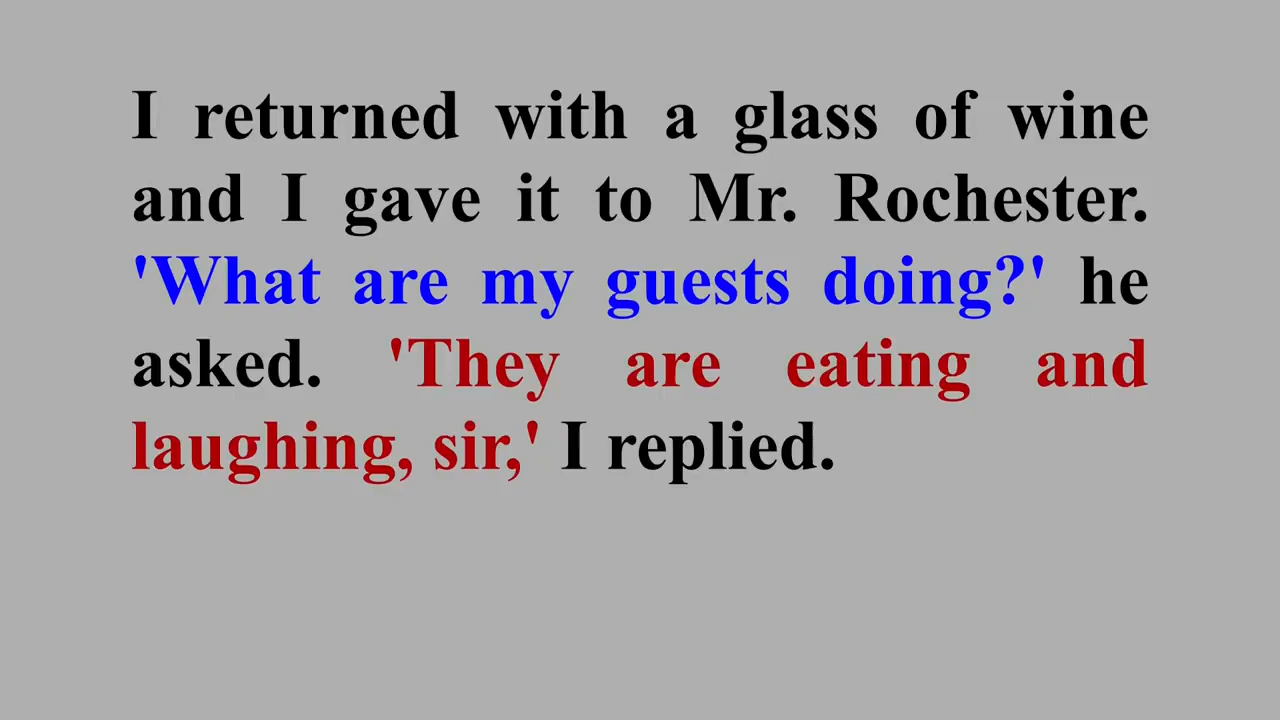 I returned with a glass of wine
and I gave it to Mr. Rochester.
'What are my guests doing?' he
asked. 'They are eating and
laughing, sir,' I replied.